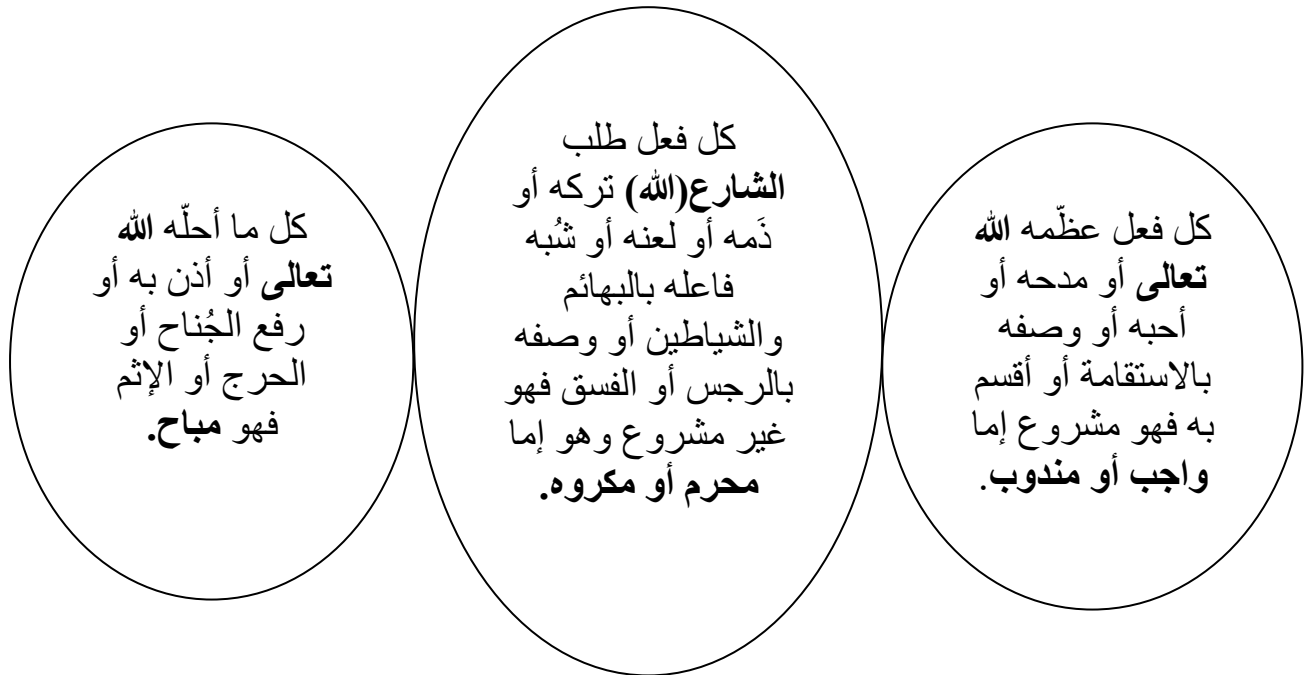 كل فعل عظّمه الله
تعالى أو مدحه أو
أحبه أو وصفه
بالاستقامة أو أقسم
به فهو مشروع إما
واجب أو مندوب.
كل فعل طلب
الشارع(الله) تركه أو
ذَمه أو لعنه أو شُبه
فاعله بالبهائم
والشياطين أو وصفه
بالرجس أو الفسق فهو
غير مشروع وهو إما
محرم أو مكروه.
كل ما أحلّه الله
تعالى أو أذن به أو
رفع الجُناح أو
الحرج أو الإثم
فهو مباح.